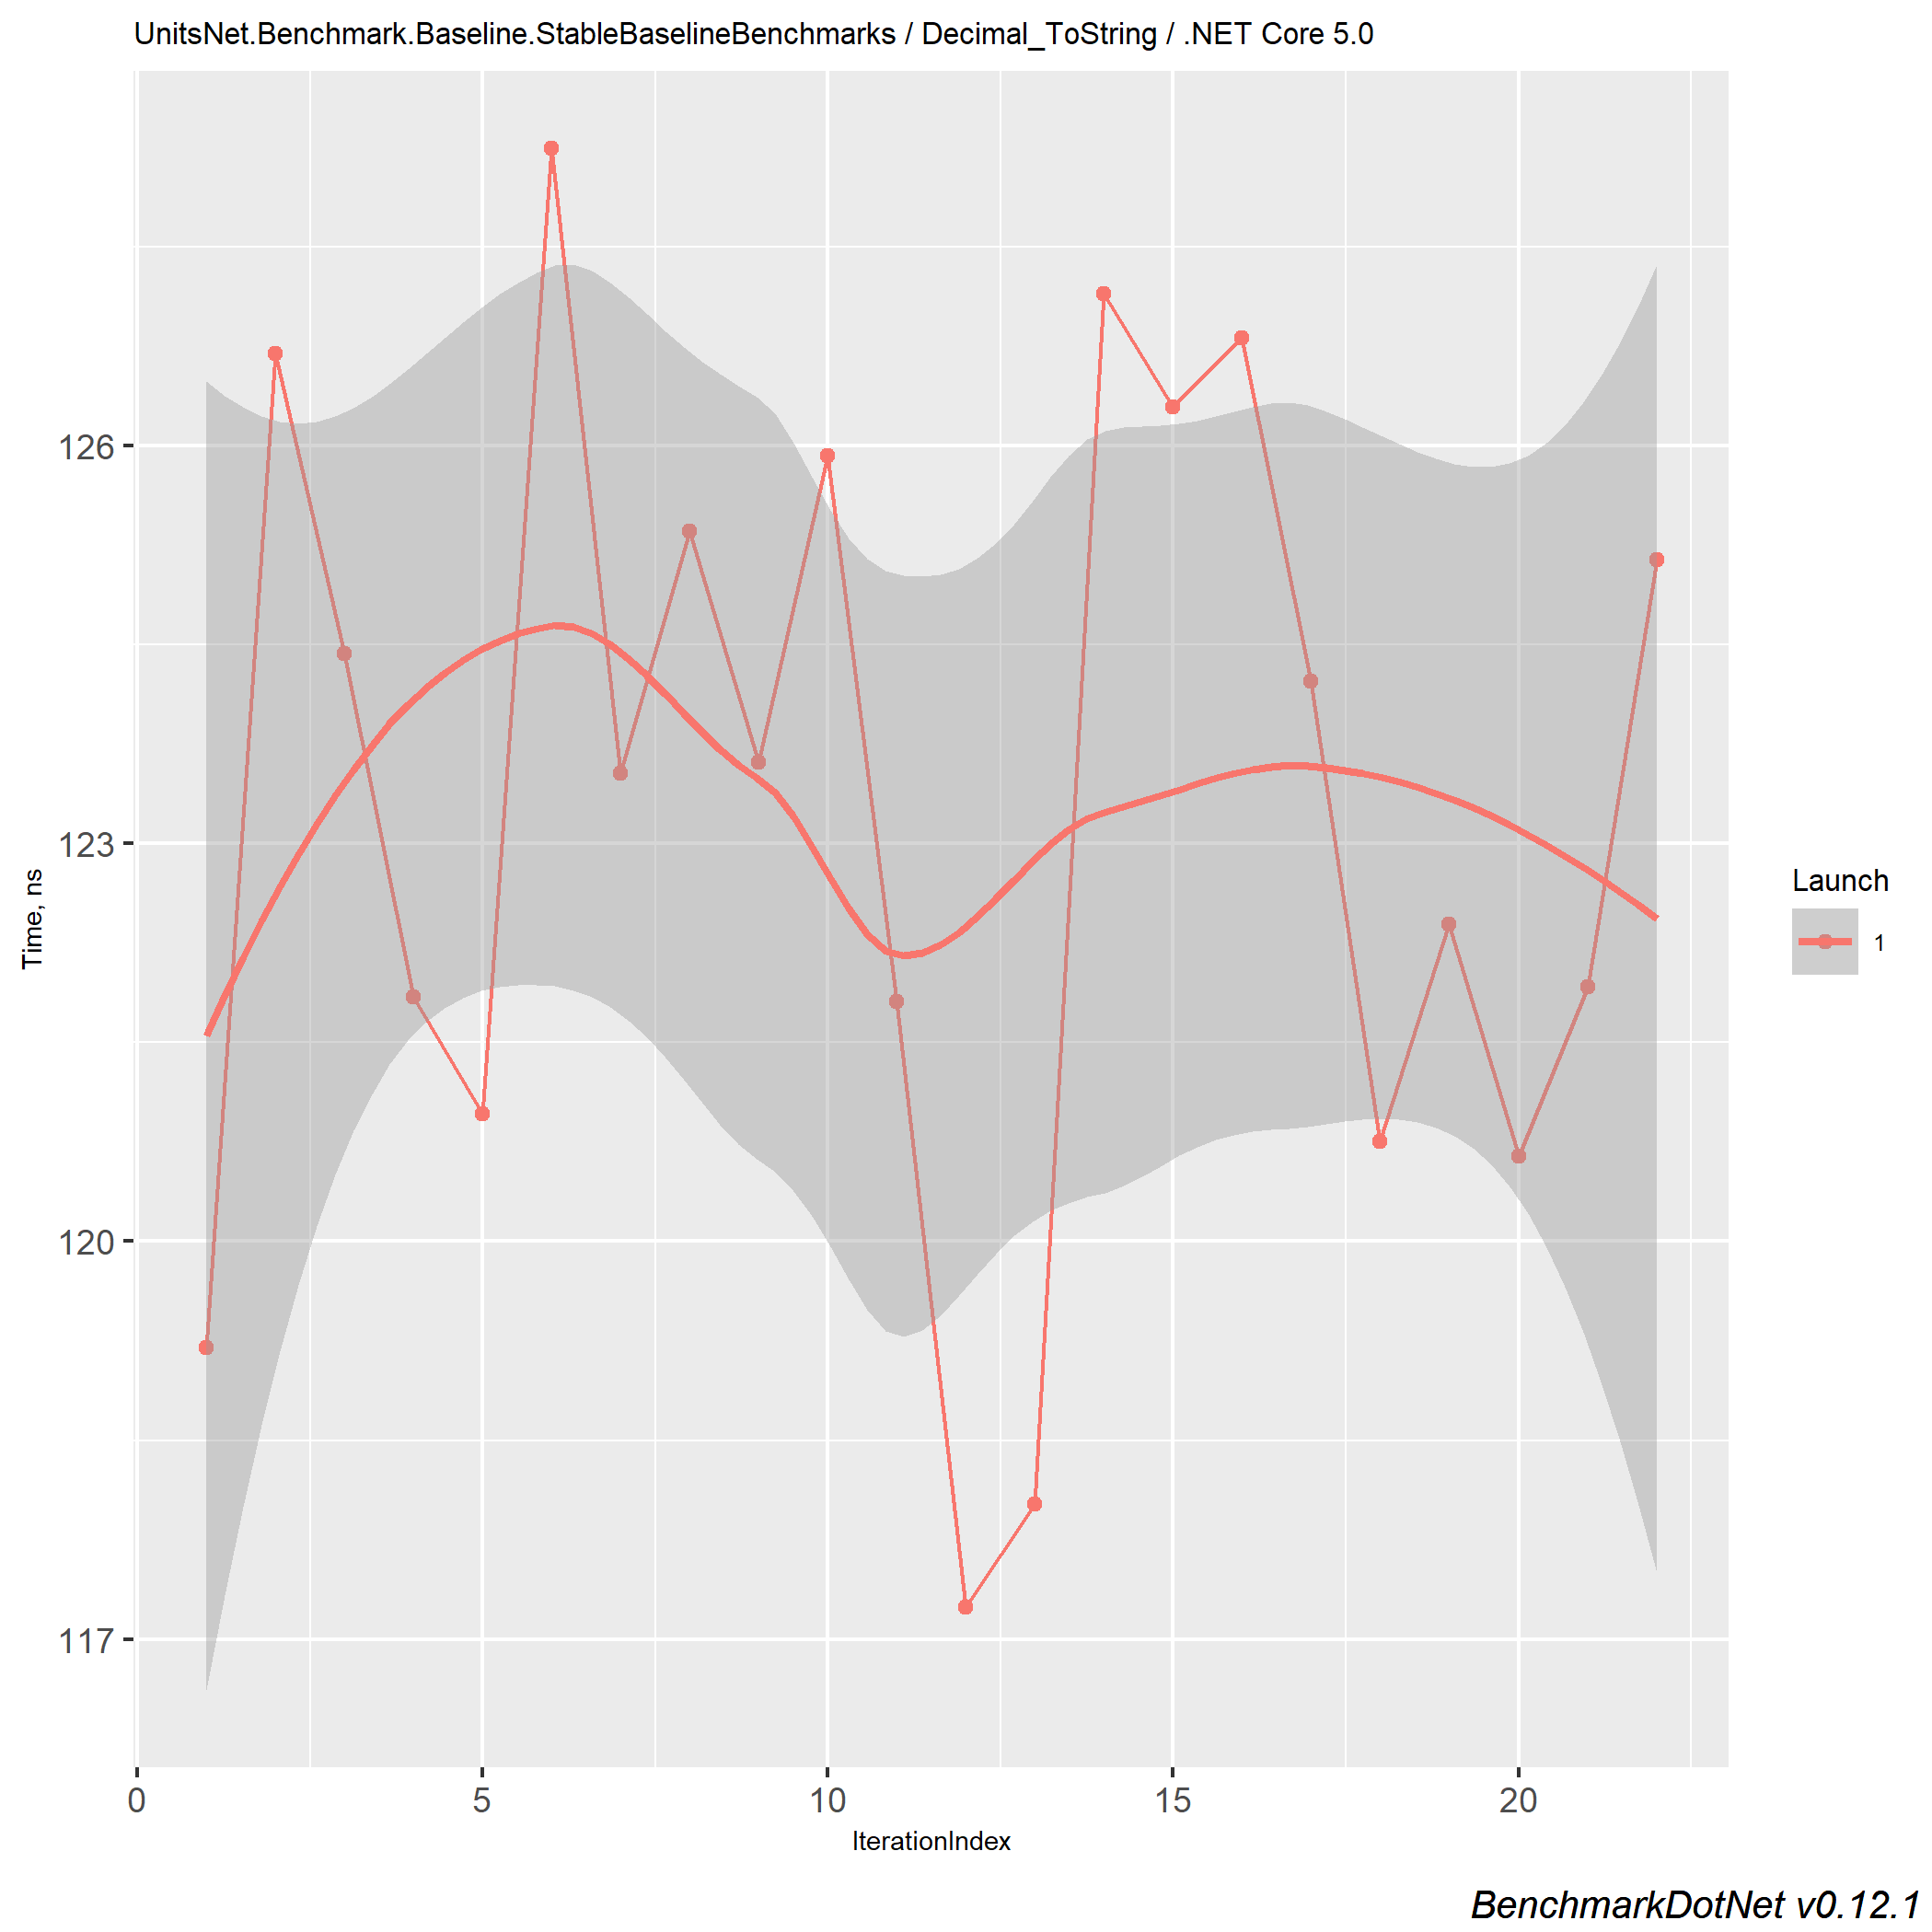 UnitsNet.Benchmark.Baseline.StableBaselineBenchmarks / Decimal_ToString / .NET Core 5.0
126
123
120
117
Time, ns
0 5 10 15 20
IterationIndex
Launch
1
BenchmarkDotNet v0.12.1